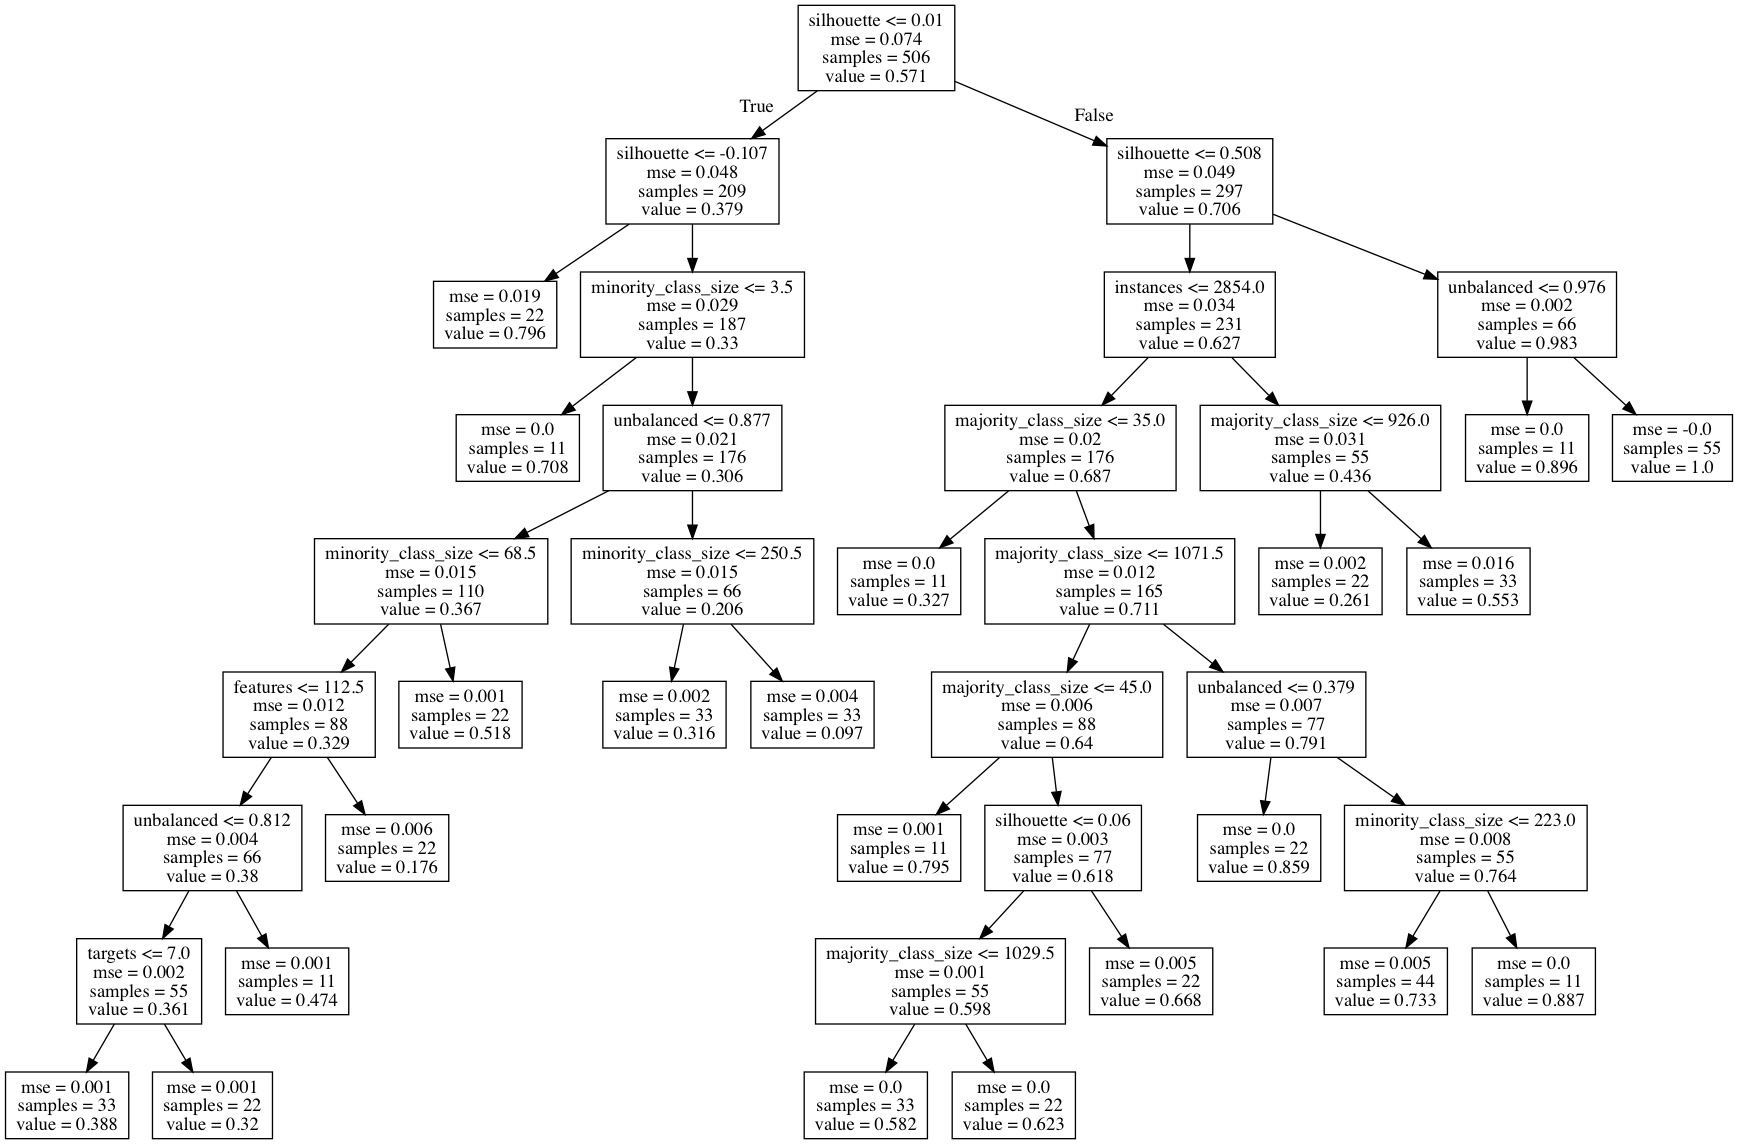 silhouette <= 0.01
mse = 0.074
samples = 506
value = 0.571
True
False
silhouette <= -0.107
mse = 0.048
samples = 209
value = 0.379
silhouette <= 0.508
mse = 0.049
samples = 297
value = 0.706
mse = 0.019
samples = 22
value = 0.796
minority_class_size <= 3.5
mse = 0.029
samples = 187
value = 0.33
instances <= 2854.0
mse = 0.034
samples = 231
value = 0.627
unbalanced <= 0.976
mse = 0.002
samples = 66
value = 0.983
mse = 0.0
samples = 11
value = 0.708
unbalanced <= 0.877
mse = 0.021
samples = 176
value = 0.306
majority_class_size <= 35.0
mse = 0.02
samples = 176
value = 0.687
majority_class_size <= 926.0
mse = 0.031
samples = 55
value = 0.436
mse = 0.0
samples = 11
value = 0.896
mse = -0.0
samples = 55
value = 1.0
minority_class_size <= 68.5
mse = 0.015
samples = 110
value = 0.367
minority_class_size <= 250.5
mse = 0.015
samples = 66
value = 0.206
mse = 0.0
samples = 11
value = 0.327
majority_class_size <= 1071.5
mse = 0.012
samples = 165
value = 0.711
mse = 0.002
samples = 22
value = 0.261
mse = 0.016
samples = 33
value = 0.553
features <= 112.5
mse = 0.012
samples = 88
value = 0.329
mse = 0.001
samples = 22
value = 0.518
mse = 0.002
samples = 33
value = 0.316
mse = 0.004
samples = 33
value = 0.097
majority_class_size <= 45.0
mse = 0.006
samples = 88
value = 0.64
unbalanced <= 0.379
mse = 0.007
samples = 77
value = 0.791
unbalanced <= 0.812
mse = 0.004
samples = 66
value = 0.38
mse = 0.006
samples = 22
value = 0.176
mse = 0.001
samples = 11
value = 0.795
silhouette <= 0.06
mse = 0.003
samples = 77
value = 0.618
mse = 0.0
samples = 22
value = 0.859
minority_class_size <= 223.0
mse = 0.008
samples = 55
value = 0.764
targets <= 7.0
mse = 0.002
samples = 55
value = 0.361
mse = 0.001
samples = 11
value = 0.474
majority_class_size <= 1029.5
mse = 0.001
samples = 55
value = 0.598
mse = 0.005
samples = 22
value = 0.668
mse = 0.005
samples = 44
value = 0.733
mse = 0.0
samples = 11
value = 0.887
mse = 0.001
samples = 33
value = 0.388
mse = 0.001
samples = 22
value = 0.32
mse = 0.0
samples = 33
value = 0.582
mse = 0.0
samples = 22
value = 0.623